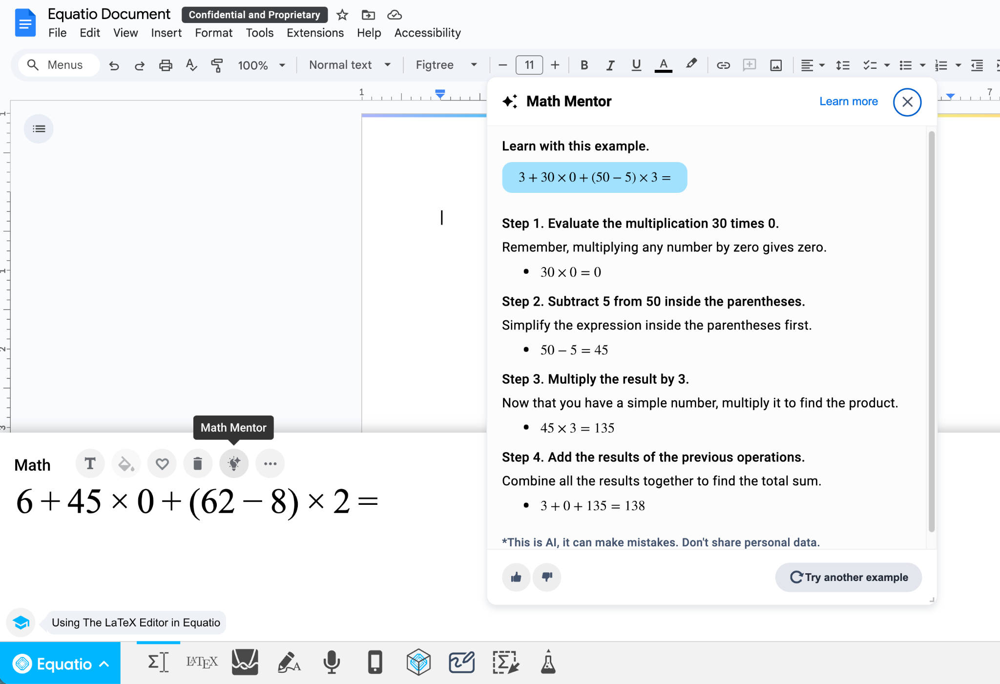 Equatio Document Confidential and Proprietary
File Edit View Insert Format Tools Extensions Help Accessibility
Menus 100% Normal text Figtree 11 B I U A
1 7
Math Mentor Learn more
Learn with this example.
3 + 30 × 0 + (50 − 5) × 3 =
Step 1. Evaluate the multiplication 30 times 0.
Remember, multiplying any number by zero gives zero.
• 30 × 0 = 0
Step 2. Subtract 5 from 50 inside the parentheses.
Simplify the expression inside the parentheses first.
• 50 − 5 = 45
Step 3. Multiply the result by 3.
Now that you have a simple number, multiply it to find the product.
• 45 × 3 = 135
Step 4. Add the results of the previous operations.
Combine all the results together to find the total sum.
• 3 + 0 + 135 = 138
*This is AI, it can make mistakes. Don't share personal data.
Try another example
1
1
2
3
Math Mentor
Math T
6 + 45 × 0 + (62 − 8) × 2 =
Using The LaTeX Editor in Equatio
Equatio Σ LATEX A Σ